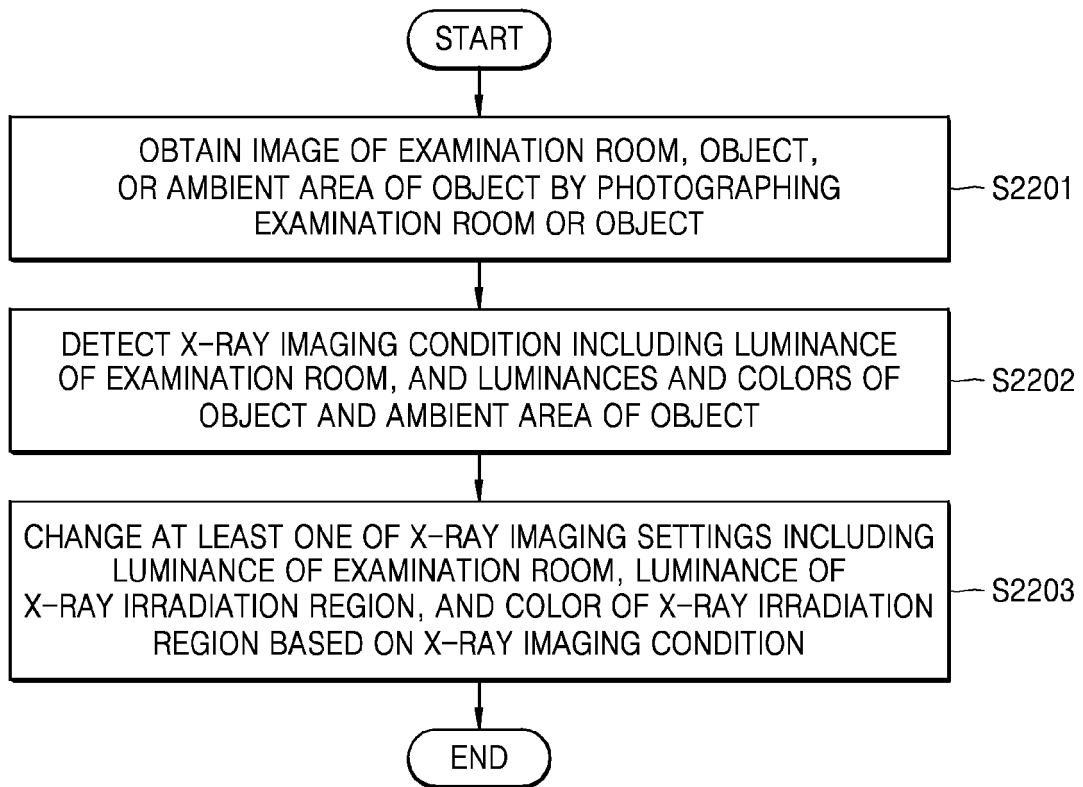 START
OBTAIN IMAGE OF EXAMINATION ROOM, OBJECT,
OR AMBIENT AREA OF OBJECT BY PHOTOGRAPHING
EXAMINATION ROOM OR OBJECT
S2201
DETECT X-RAY IMAGING CONDITION INCLUDING LUMINANCE
OF EXAMINATION ROOM, AND LUMINANCES AND COLORS OF
OBJECT AND AMBIENT AREA OF OBJECT
S2202
CHANGE AT LEAST ONE OF X-RAY IMAGING SETTINGS INCLUDING
LUMINANCE OF EXAMINATION ROOM, LUMINANCE OF
X-RAY IRRADIATION REGION, AND COLOR OF X-RAY IRRADIATION
REGION BASED ON X-RAY IMAGING CONDITION
S2203
END